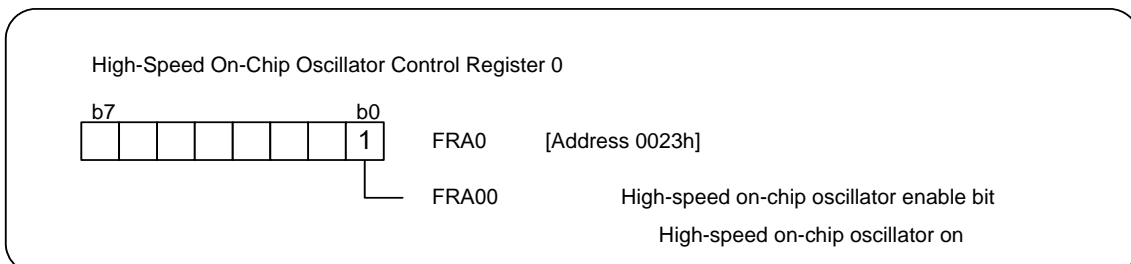 High-Speed On-Chip Oscillator Control Register 0
b7 b0
1 FRA0 [Address 0023h]
FRA00 High-speed on-chip oscillator enable bit
High-speed on-chip oscillator on